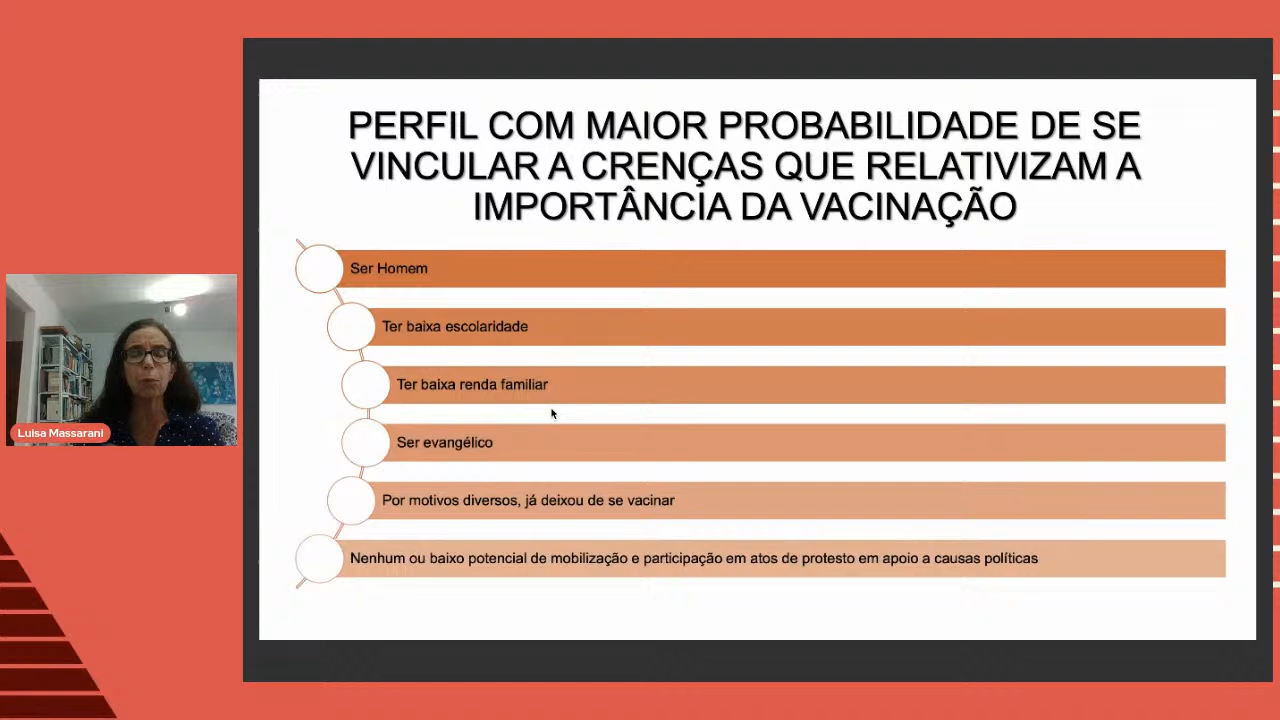 PERFIL COM MAIOR PROBABILIDADE DE SE
VINCULAR A CRENÇAS QUE RELATIVIZAM A
IMPORTÂNCIA DA VACINAÇÃO
Ser Homem
Ter baixa escolaridade
Ter baixa renda familiar
Ser evangélico
Por motivos diversos, já deixou de se vacinar
Nenhum ou baixo potencial de mobilização e participação em atos de protesto em apoio a causas políticas
Luisa Massarani